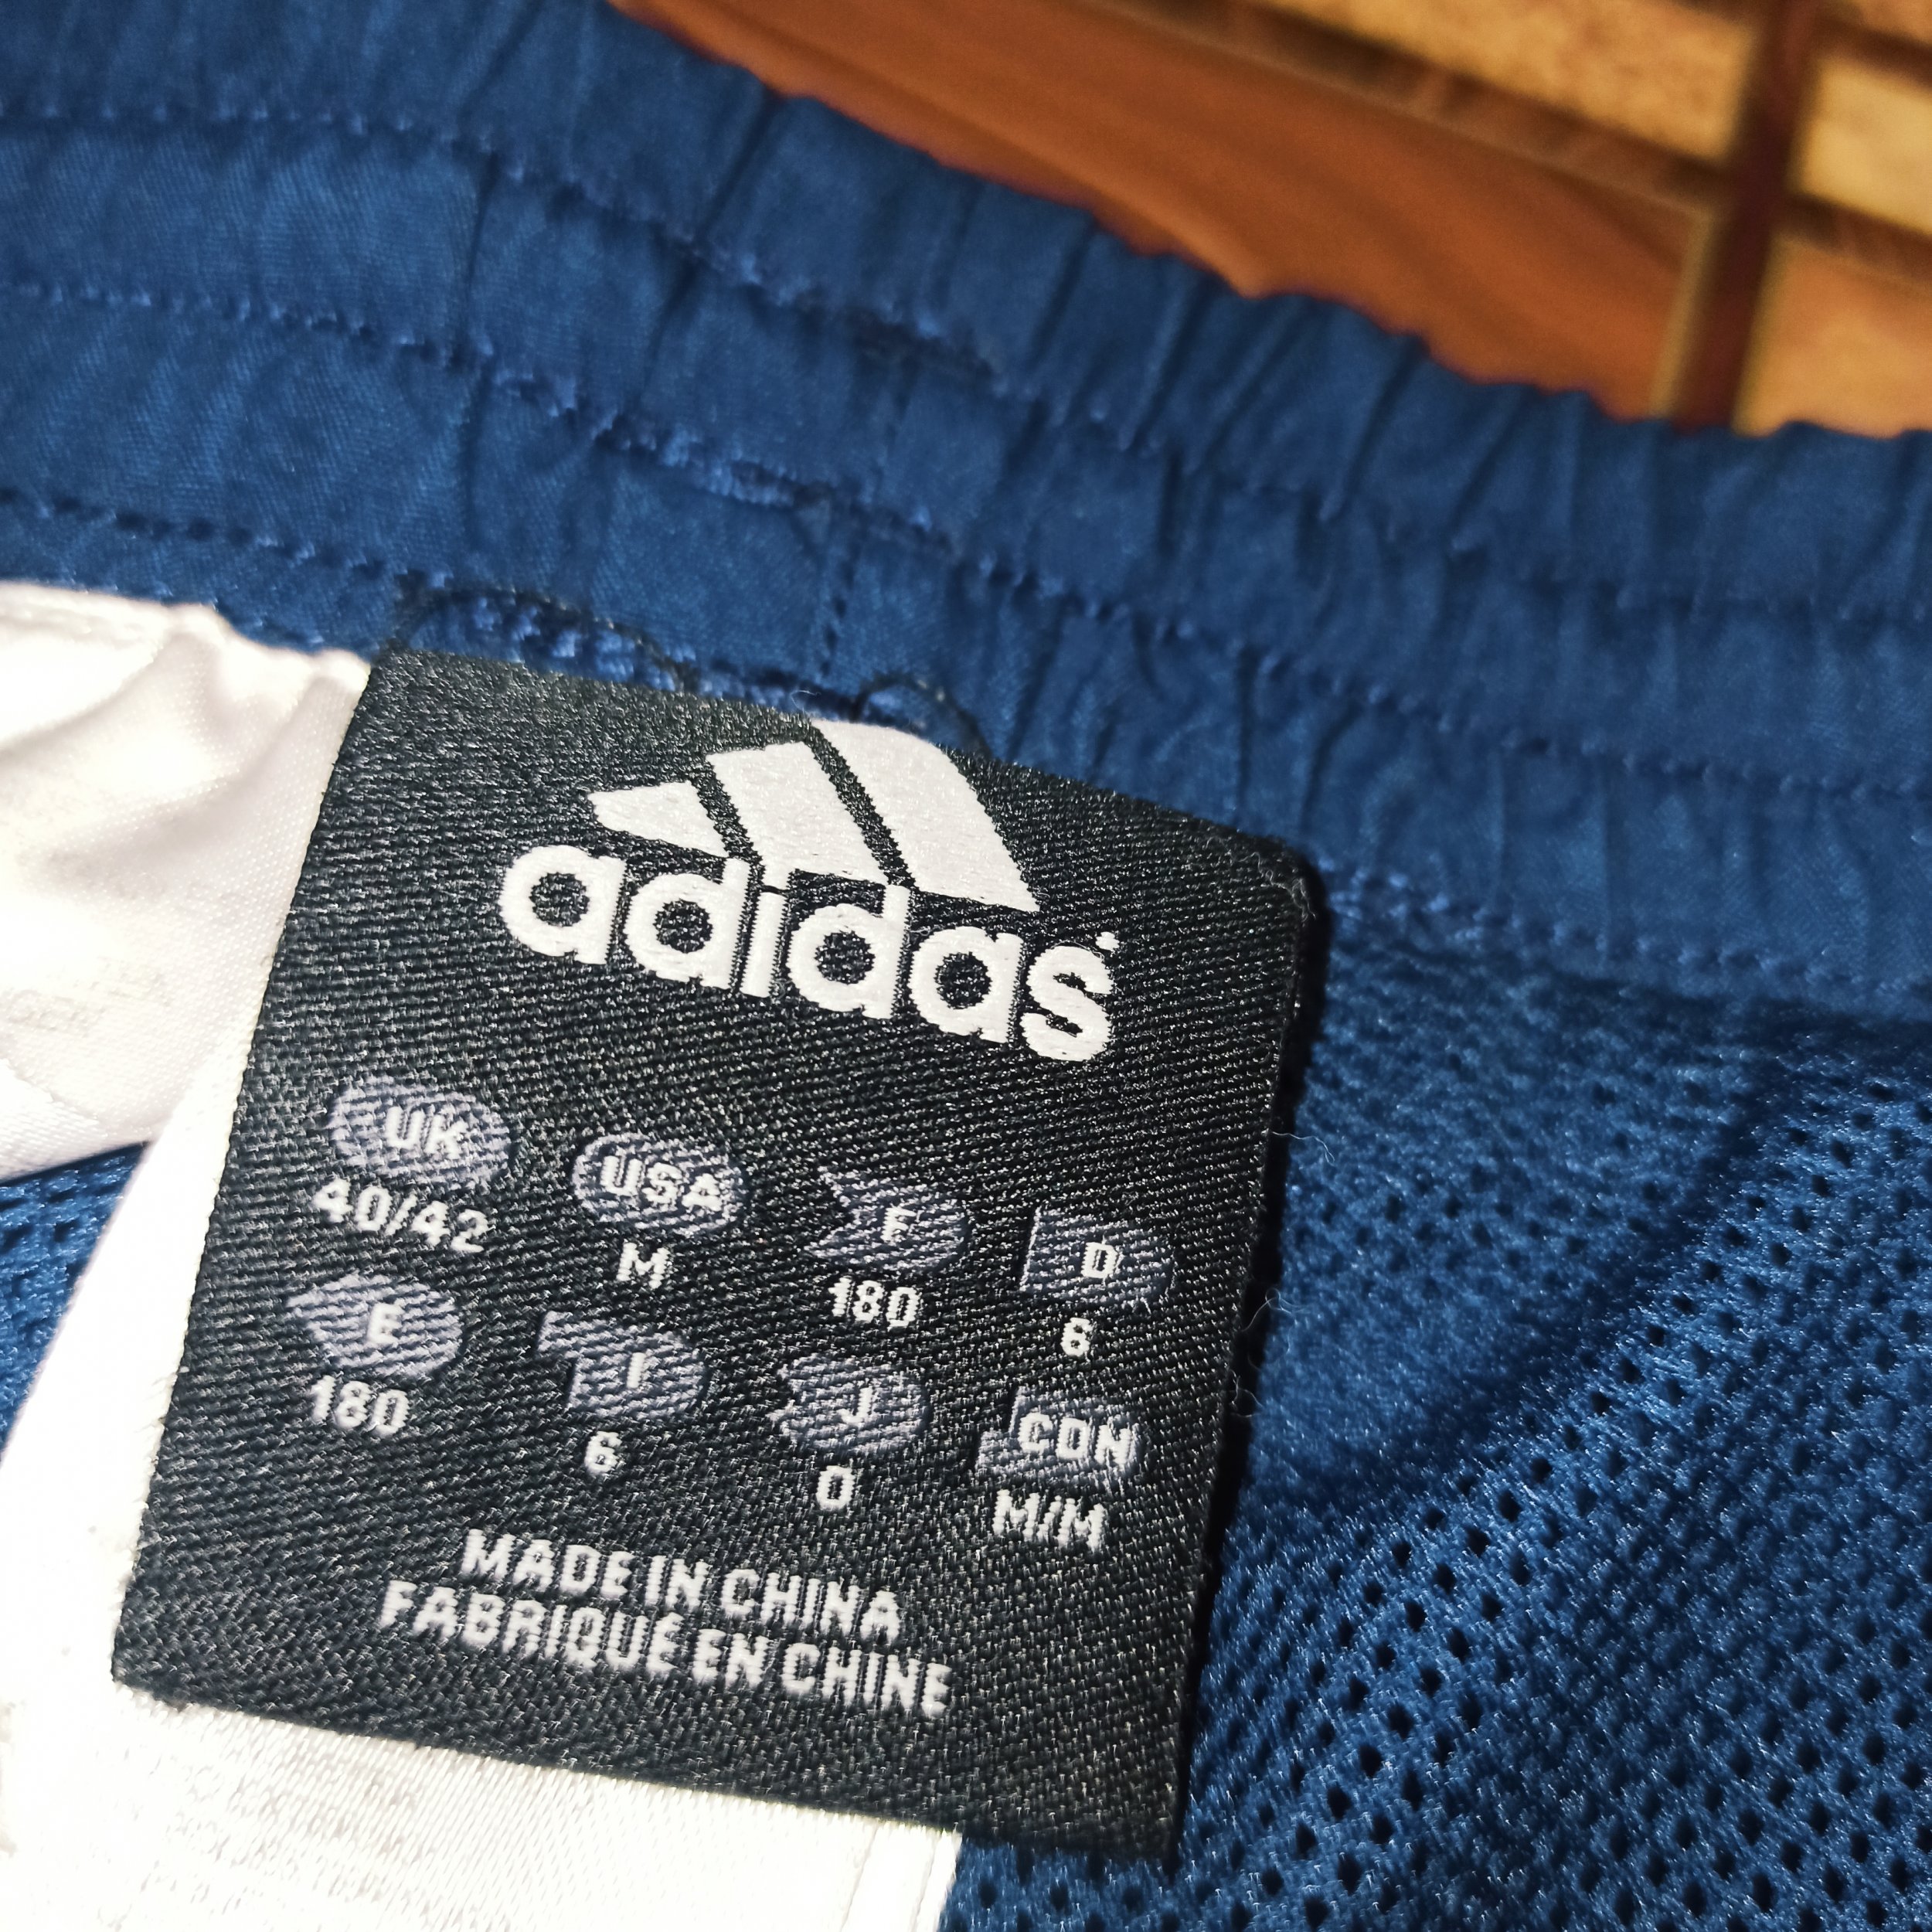 adidas
UK USA F D
40/42 M 180 6
E I J CDN
180 6 O M/M
MADE IN CHINA
FABRIQUÉ EN CHINE